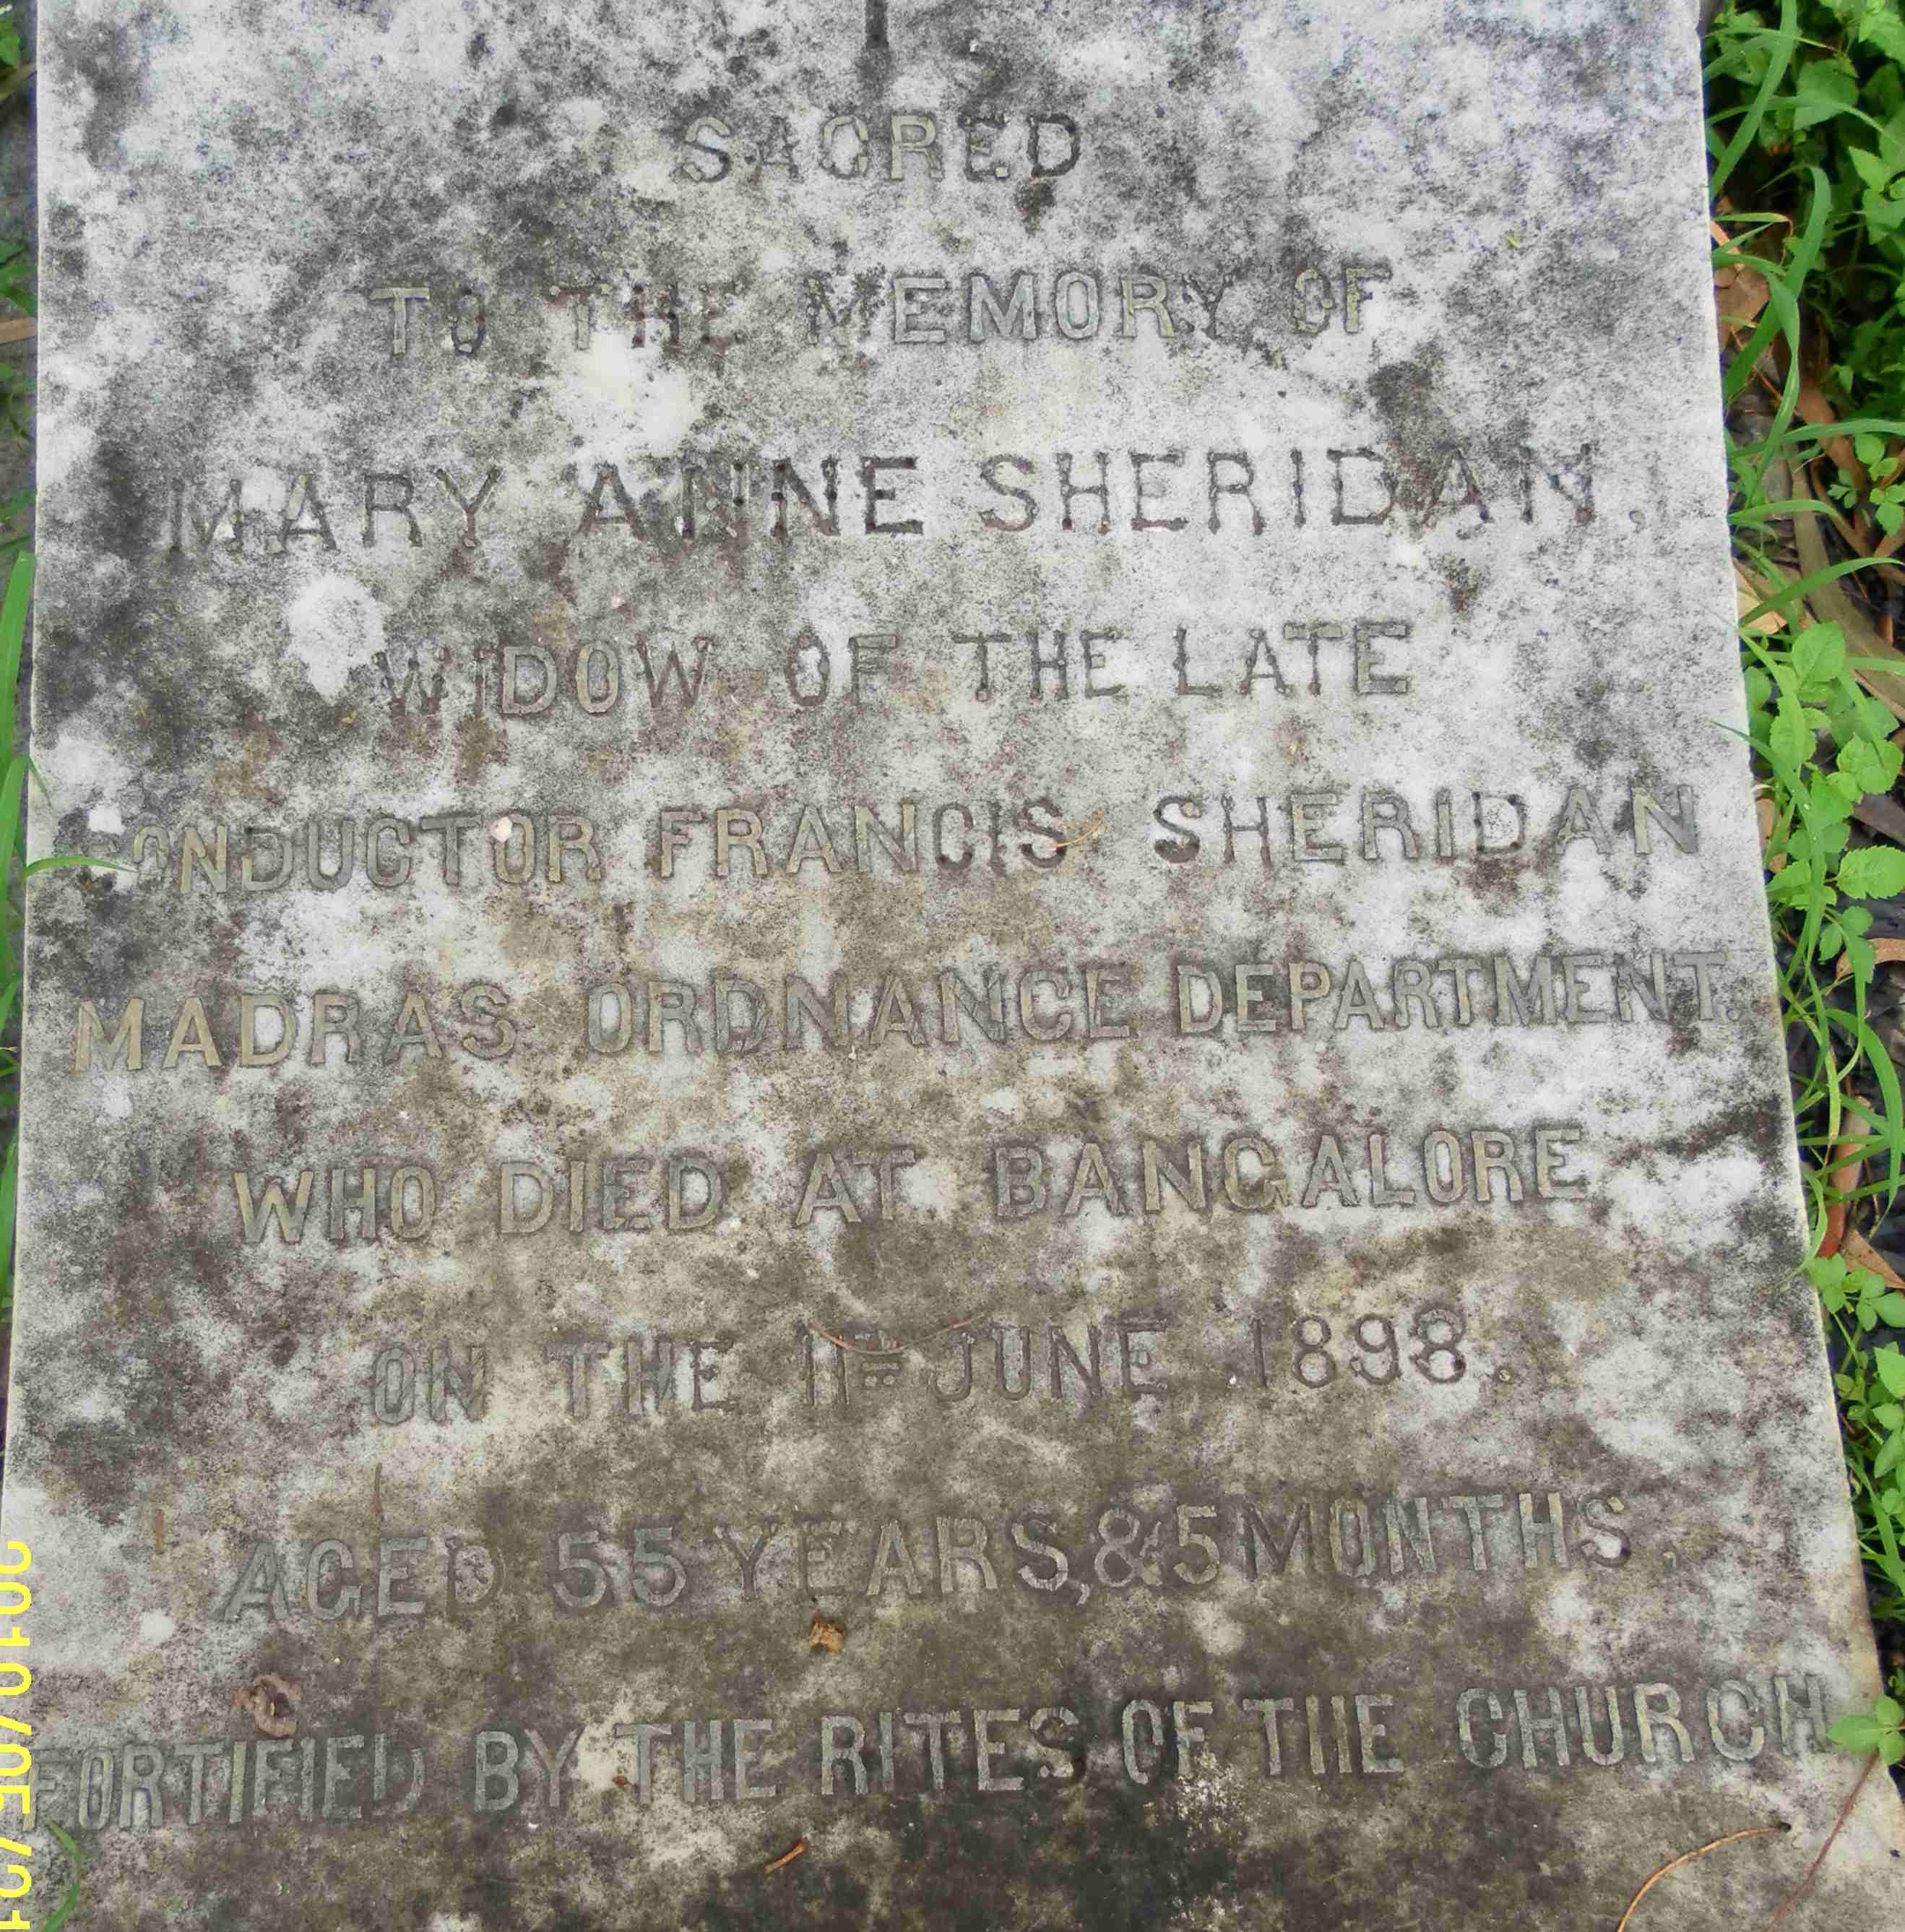 SACRED
TO THE MEMORY OF
MARY ANNE SHERIDAN,
WIDOW OF THE LATE
CONDUCTOR FRANCIS SHERIDAN
MADRAS ORDNANCE DEPARTMENT.
WHO DIED AT BANGALORE
ON THE 11TH JUNE 1898.
AGED 55 YEARS, & 5 MONTHS.
FORTIFIED BY THE RITES OF THE CHURCH